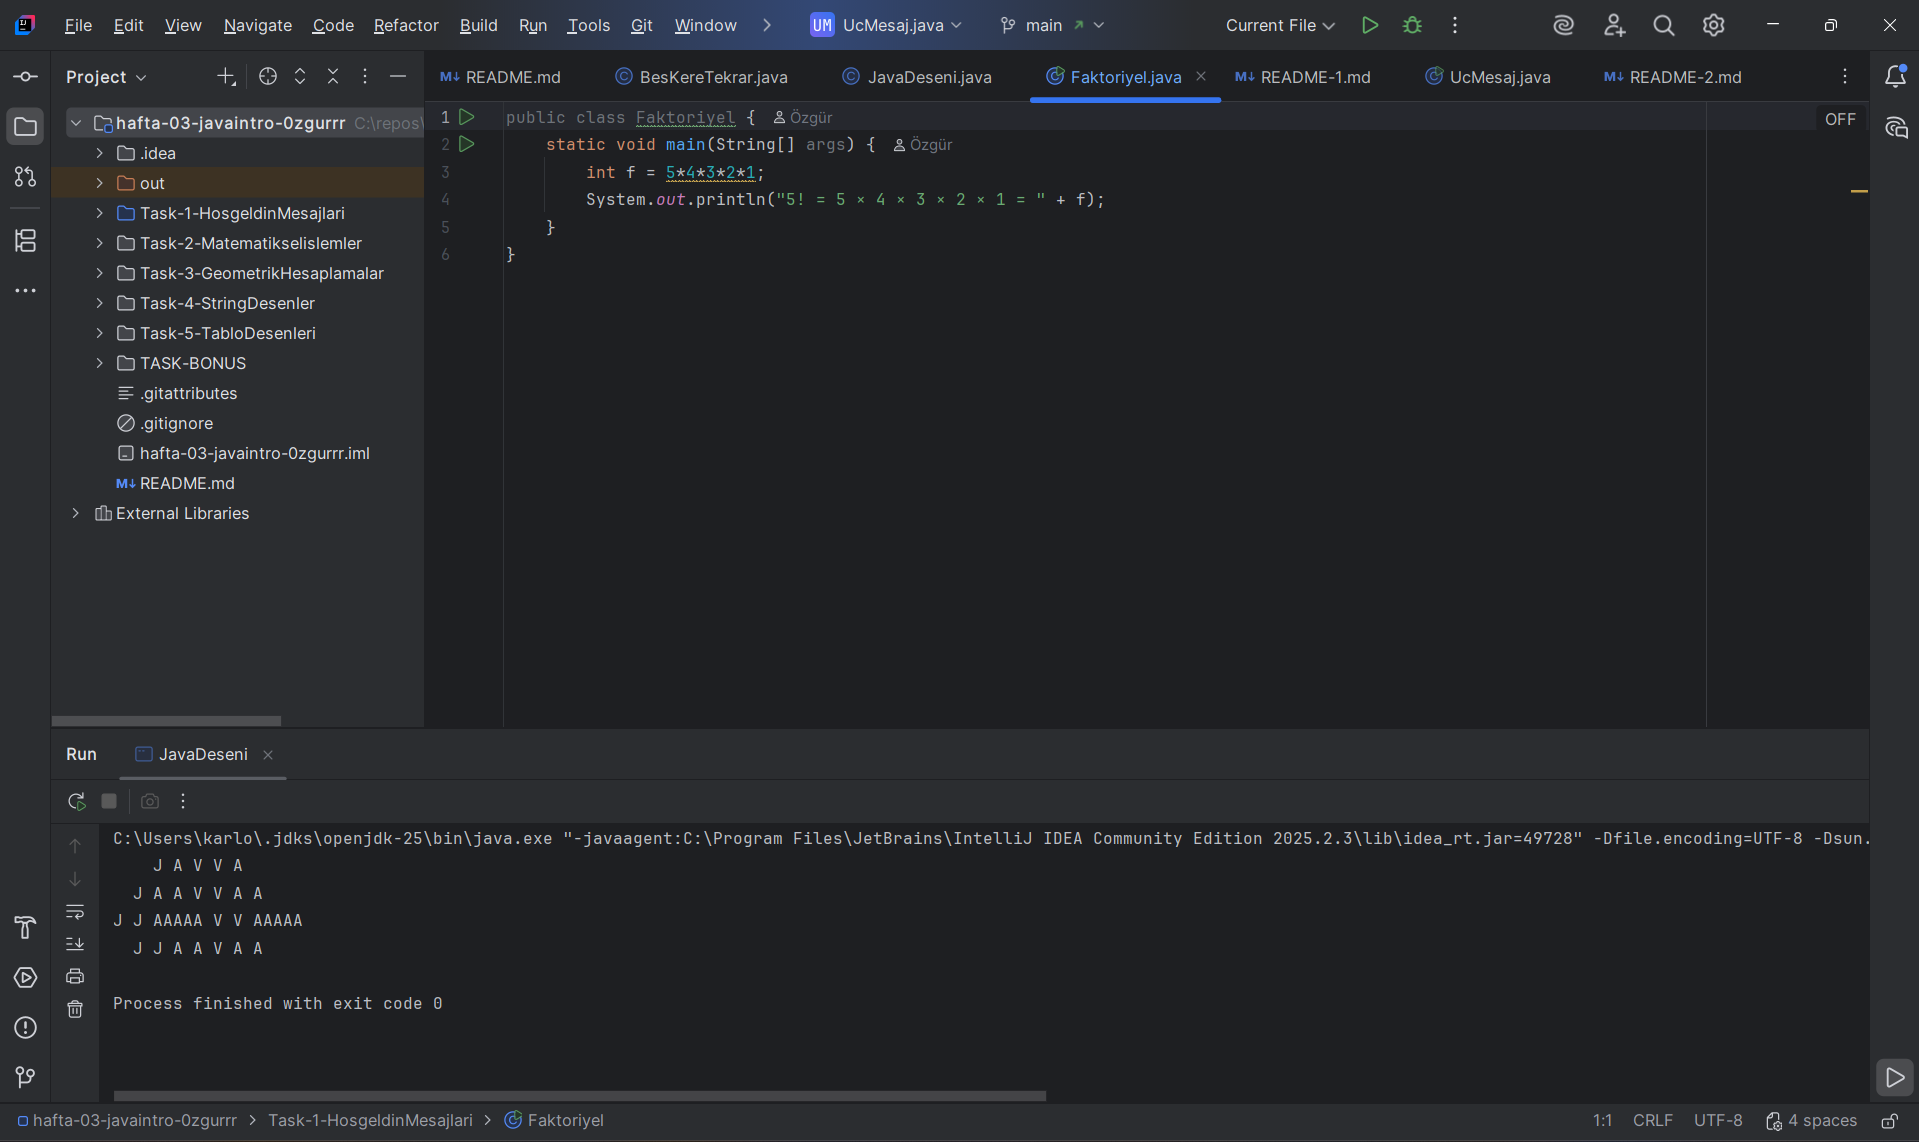 File Edit View Navigate Code Refactor Build Run Tools Git Window UM UcMesaj.java main Current File
Project
README.md BesKereTekrar.java JavaDeseni.java Faktoriyel.java README-1.md UcMesaj.java README-2.md
hafta-03-javaintro-0zgurrr C:\repos\
.idea
out
Task-1-HosgeldinMesajlari
Task-2-Matematikselislemler
Task-3-GeometrikHesaplamalar
Task-4-StringDesenler
Task-5-TabloDesenleri
TASK-BONUS
.gitattributes
.gitignore
hafta-03-javaintro-0zgurrr.iml
README.md
External Libraries
1 public class Faktoriyel { Özgür
OFF
2 static void main(String[] args) { Özgür
3 int f = 5*4*3*2*1;
4 System.out.println("5! = 5 × 4 × 3 × 2 × 1 = " + f);
5 }
6 }
Run JavaDeseni
C:\Users\karlo\.jdks\openjdk-25\bin\java.exe "-javaagent:C:\Program Files\JetBrains\IntelliJ IDEA Community Edition 2025.2.3\lib\idea_rt.jar=49728" -Dfile.encoding=UTF-8 -Dsun.
J A V V A
J A A V V A A
J J AAAAA V V AAAAA
J J A A V A A
Process finished with exit code 0
hafta-03-javaintro-0zgurrr > Task-1-HosgeldinMesajlari > Faktoriyel
1:1 CRLF UTF-8 4 spaces